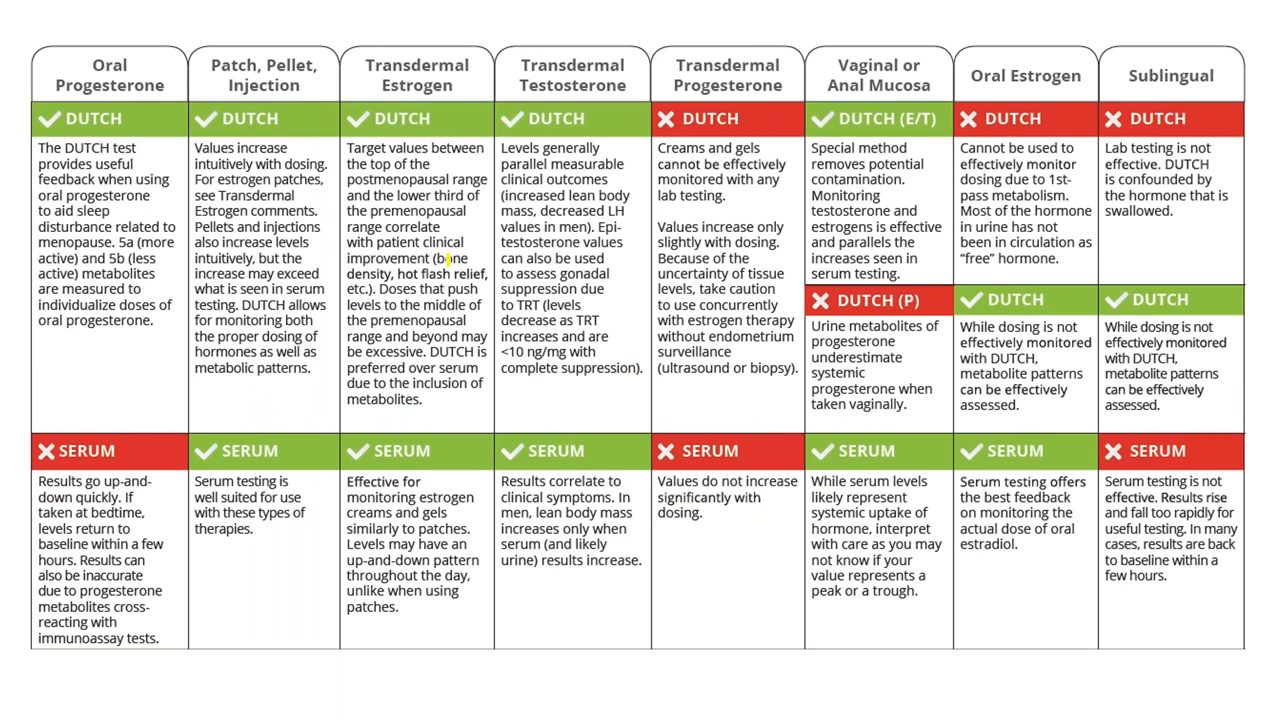 Oral
Progesterone
Patch, Pellet,
Injection
Transdermal
Estrogen
Transdermal
Testosterone
Transdermal
Progesterone
Vaginal or
Anal Mucosa
Oral Estrogen
Sublingual
DUTCH
The DUTCH test
provides useful
feedback when using
oral progesterone
to aid sleep
disturbance related to
menopause. 5a (more
active) and 5b (less
active) metabolites
are measured to
individualize doses of
oral progesterone.
DUTCH
Values increase
intuitively with dosing.
For estrogen patches,
see Transdermal
Estrogen comments.
Pellets and injections
also increase levels
intuitively, but the
increase may exceed
what is seen in serum
testing. DUTCH allows
for monitoring both
the proper dosing of
hormones as well as
metabolic patterns.
DUTCH
Target values between
the top of the
postmenopausal range
and the lower third of
the premenopausal
range correlate
with patient clinical
improvement (bone
density, hot flash relief,
etc.). Doses that push
levels to the middle of
the premenopausal
range and beyond may
be excessive. DUTCH is
preferred over serum
due to the inclusion of
metabolites.
DUTCH
Levels generally
parallel measurable
clinical outcomes
(increased lean body
mass, decreased LH
values in men). Epi-
testosterone values
can also be used
to assess gonadal
suppression due
to TRT (levels
decrease as TRT
increases and are
<10 ng/mg with
complete suppression).
DUTCH
Creams and gels
cannot be effectively
monitored with any
lab testing.
Values increase only
slightly with dosing.
Because of the
uncertainty of tissue
levels, take caution
to use concurrently
with estrogen therapy
without endometrium
surveillance
(ultrasound or biopsy).
DUTCH (E/T)
Special method
removes potential
contamination.
Monitoring
testosterone and
estrogens is effective
and parallels the
increases seen in
serum testing.
DUTCH (P)
Urine metabolites of
progesterone
underestimate
systemic
progesterone when
taken vaginally.
DUTCH
Cannot be used to
effectively monitor
dosing due to 1st-
pass metabolism.
Most of the hormone
in urine has not
been in circulation as
“free” hormone.
DUTCH
While dosing is not
effectively monitored
with DUTCH,
metabolite patterns
can be effectively
assessed.
DUTCH
Lab testing is not
effective. DUTCH
is confounded by
the hormone that is
swallowed.
DUTCH
While dosing is not
effectively monitored
with DUTCH,
metabolite patterns
can be effectively
assessed.
SERUM
Results go up-and-
down quickly. If
taken at bedtime,
levels return to
baseline within a few
hours. Results can
also be inaccurate
due to progesterone
metabolites cross-
reacting with
immunoassay tests.
SERUM
Serum testing is
well suited for use
with these types of
therapies.
SERUM
Effective for
monitoring estrogen
creams and gels
similarly to patches.
Levels may have an
up-and-down pattern
throughout the day,
unlike when using
patches.
SERUM
Results correlate to
clinical symptoms. In
men, lean body mass
increases only when
serum (and likely
urine) results increase.
SERUM
Values do not increase
significantly with
dosing.
SERUM
While serum levels
likely represent
systemic uptake of
hormone, interpret
with care as you may
not know if your
value represents a
peak or a trough.
SERUM
Serum testing offers
the best feedback
on monitoring the
actual dose of oral
estradiol.
SERUM
Serum testing is not
effective. Results rise
and fall too rapidly for
useful testing. In many
cases, results are back
to baseline within a
few hours.